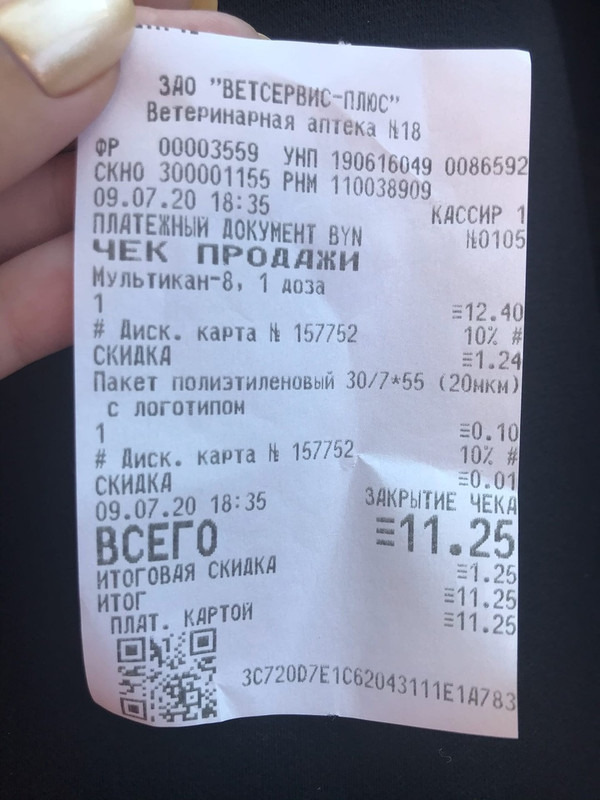 ЗАО "ВЕТСЕРВИС-ПЛЮС"
Ветеринарная аптека №18
ФР 00003559 УНП 190616049 0086592
СКНО 300001155 РНМ 110038909
09.07.20 18:35 КАССИР 1
ПЛАТЕЖНЫЙ ДОКУМЕНТ BYN №0105
ЧЕК ПРОДАЖИ
Мультикан-8, 1 доза
1 ≡12.40
# Диск. карта № 157752 10% #
СКИДКА ≡1.24
Пакет полиэтиленовый 30/7*55 (20мкм)
с логотипом
1 ≡0.10
# Диск. карта № 157752 10% #
СКИДКА ≡0.01
09.07.20 18:35 ЗАКРЫТИЕ ЧЕКА
ВСЕГО ≡11.25
ИТОГОВАЯ СКИДКА ≡1.25
ИТОГ ≡11.25
ПЛАТ. КАРТОЙ ≡11.25
3C720D7E1C62043111E1A783